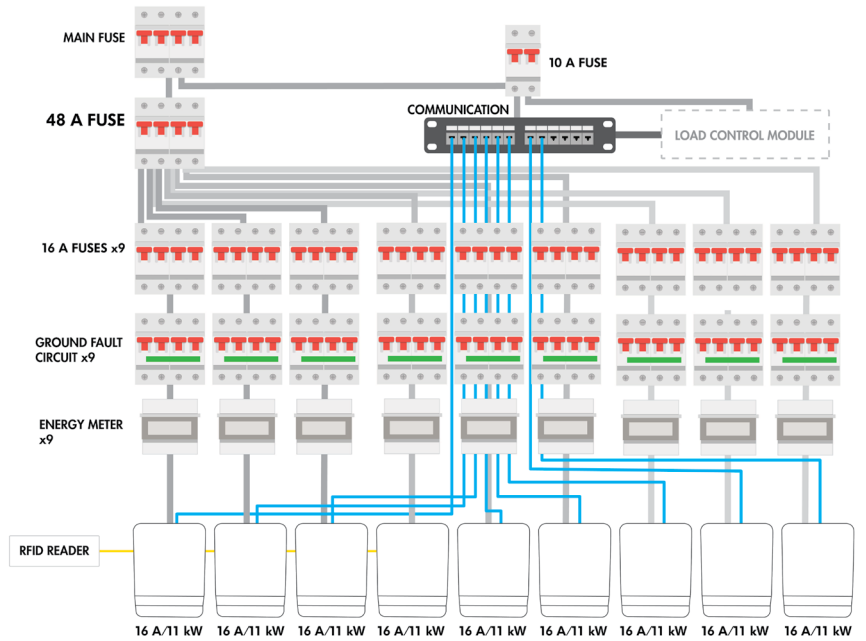 MAIN FUSE
10 A FUSE
COMMUNICATION
48 A FUSE
LOAD CONTROL MODULE
16 A FUSES x9
GROUND FAULT
CIRCUIT x9
ENERGY METER
x9
RFID READER
16 A/11 kW
16 A/11 kW
16 A/11 kW
16 A/11 kW
16 A/11 kW
16 A/11 kW
16 A/11 kW
16 A/11 kW
16 A/11 kW